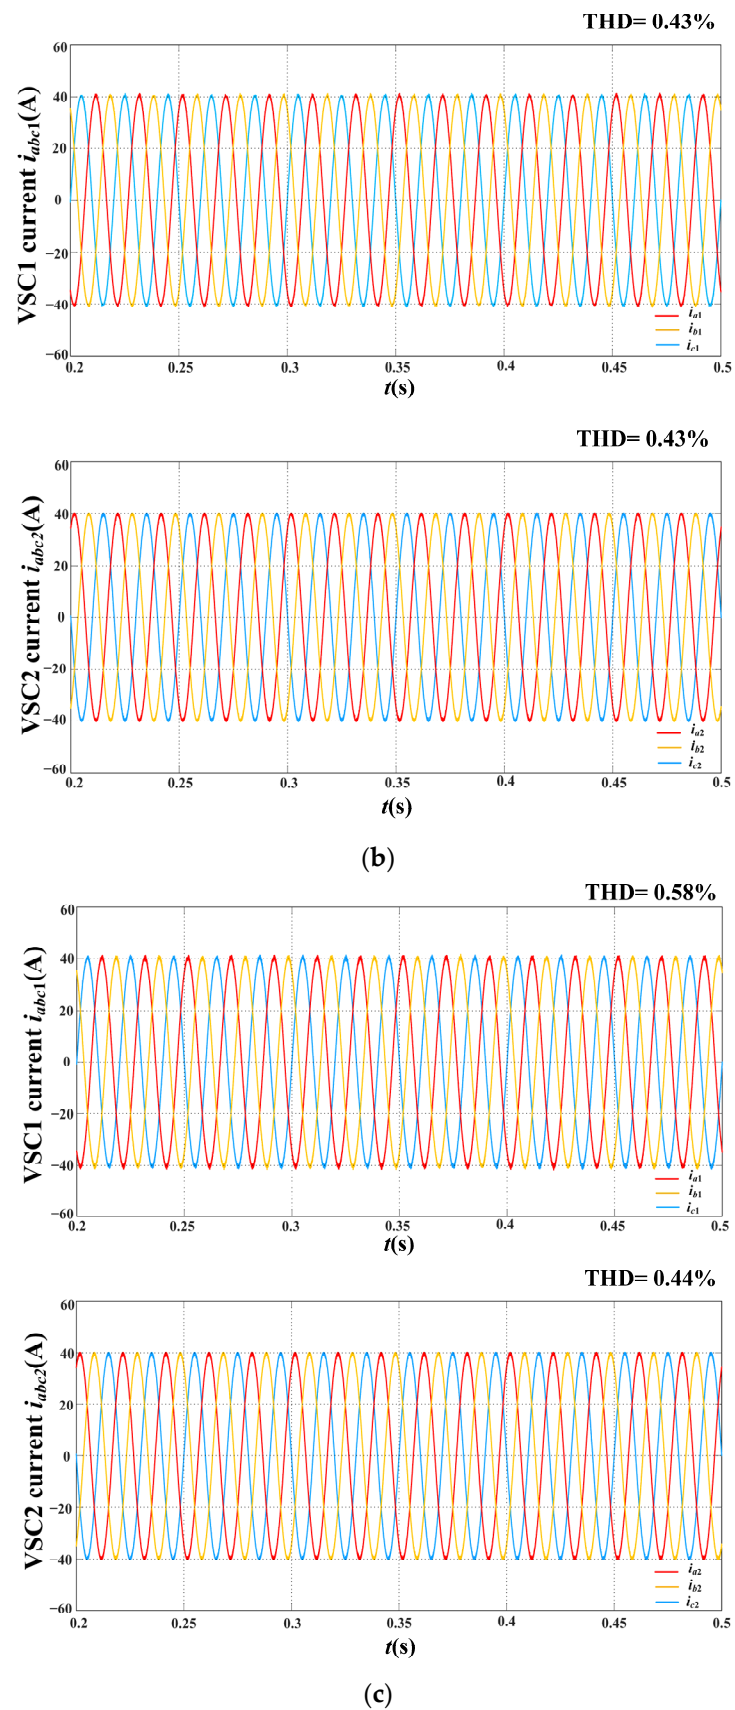 THD= 0.43%
VSC1 current iabc1(A)
60
40
20
0
−20
−40
−60
ia1
ib1
ic1
0.2 0.25 0.3 0.35 0.4 0.45 0.5
t(s)
THD= 0.43%
VSC2 current iabc2(A)
60
40
20
0
−20
−40
−60
ia2
ib2
ic2
0.2 0.25 0.3 0.35 0.4 0.45 0.5
t(s)
(b)
THD= 0.58%
VSC1 current iabc1(A)
60
40
20
0
−20
−40
−60
ia1
ib1
ic1
0.2 0.25 0.3 0.35 0.4 0.45 0.5
t(s)
THD= 0.44%
VSC2 current iabc2(A)
60
40
20
0
−20
−40
−60
ia2
ib2
ic2
0.2 0.25 0.3 0.35 0.4 0.45 0.5
t(s)
(c)